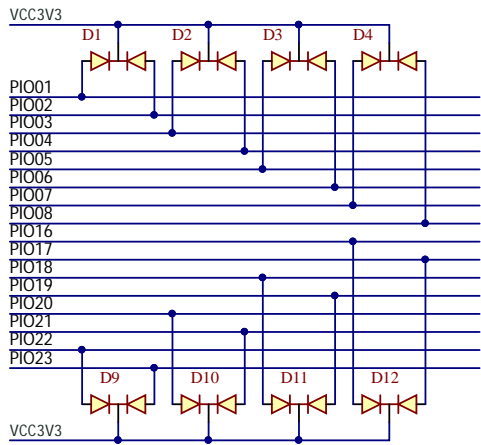 VCC3V3
D1 D2 D3 D4
PIO01
PIO02
PIO03
PIO04
PIO05
PIO06
PIO07
PIO08
PIO16
PIO17
PIO18
PIO19
PIO20
PIO21
PIO22
PIO23
D9 D10 D11 D12
VCC3V3